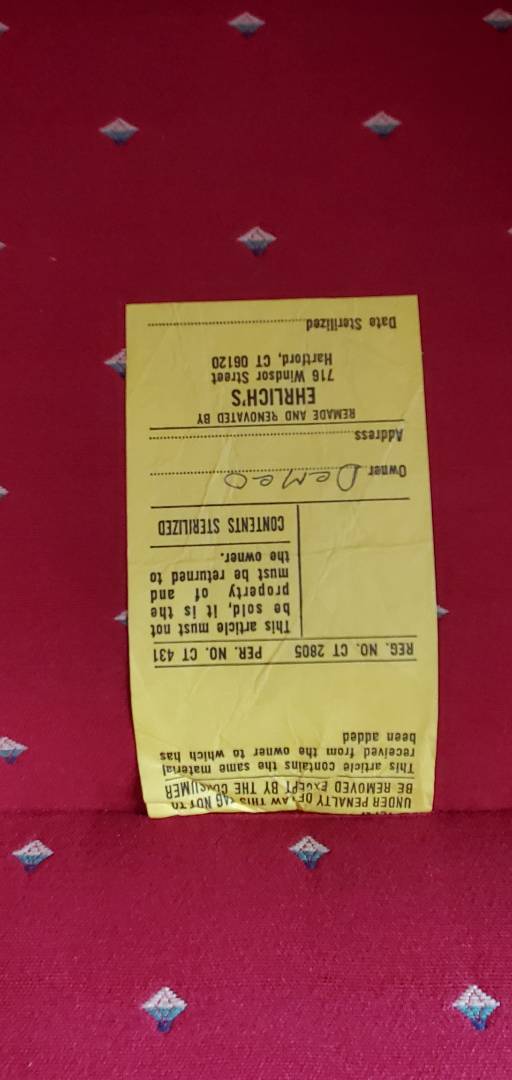 UNDER PENALTY OF LAW THIS TAG NOT TO
BE REMOVED EXCEPT BY THE CONSUMER
This article contains the same material
received from the owner to which has
been added
REG. NO. CT 2805 PER. NO. CT 431
This article must not
be sold, it is the
property of and
must be returned to
the owner.
CONTENTS STERILIZED
Owner DeMeo
Address
REMADE AND RENOVATED BY
EHRLICH'S
716 Windsor Street
Hartford, CT 06120
Date Sterilized